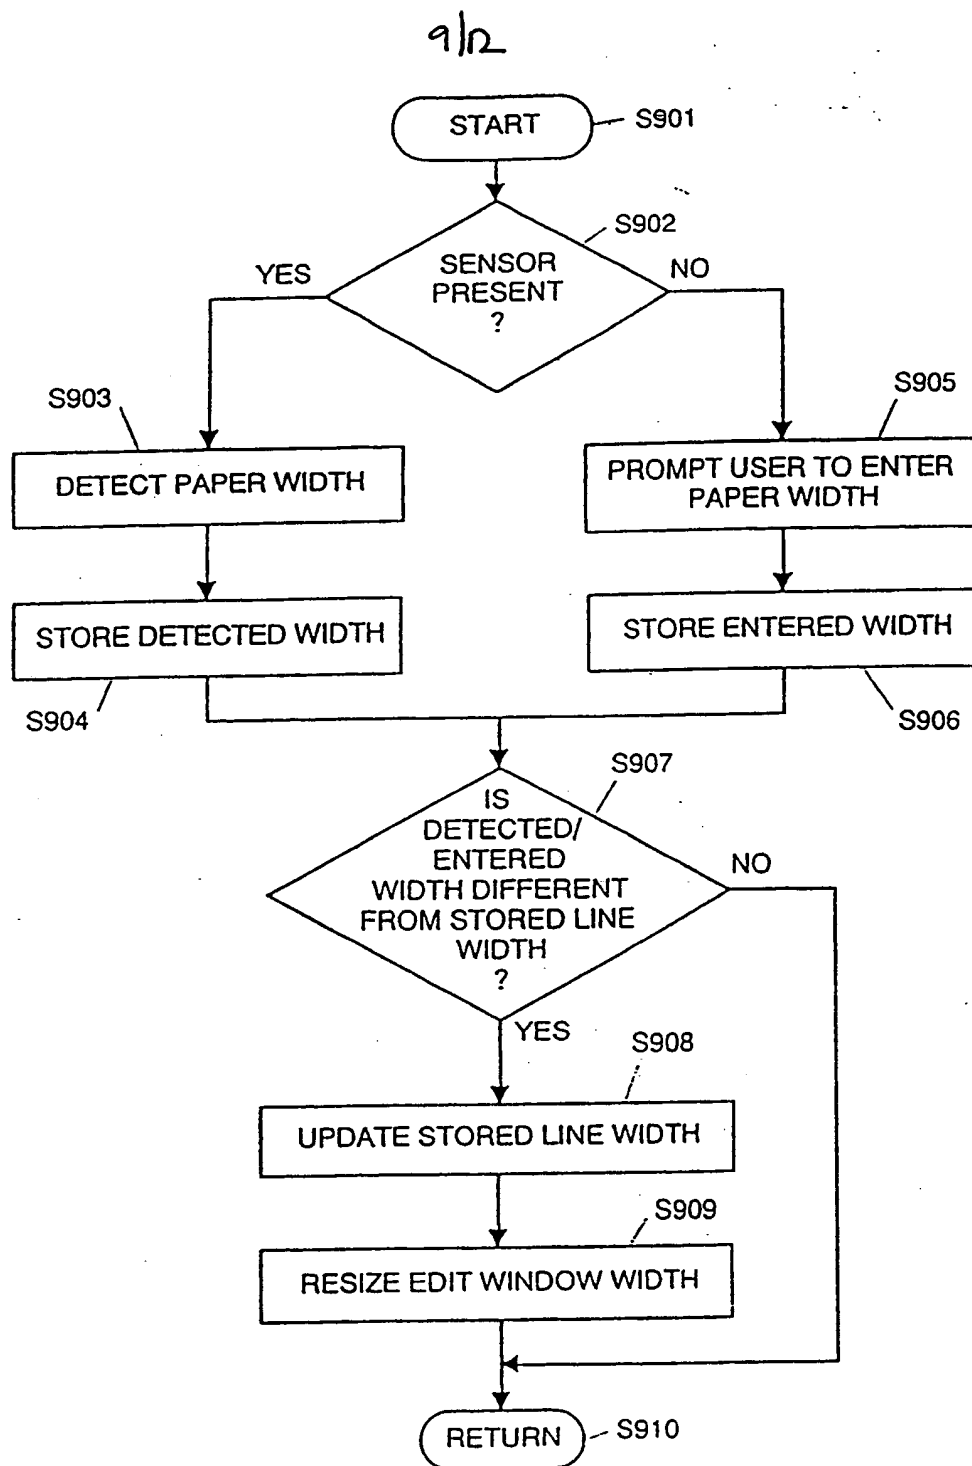 9/12
START
S901
S902
SENSOR
PRESENT
?
YES
NO
S903
S905
DETECT PAPER WIDTH
PROMPT USER TO ENTER
PAPER WIDTH
STORE DETECTED WIDTH
STORE ENTERED WIDTH
S904
S906
S907
IS
DETECTED/
ENTERED
WIDTH DIFFERENT
FROM STORED LINE
WIDTH
?
NO
YES
S908
UPDATE STORED LINE WIDTH
S909
RESIZE EDIT WINDOW WIDTH
RETURN
S910